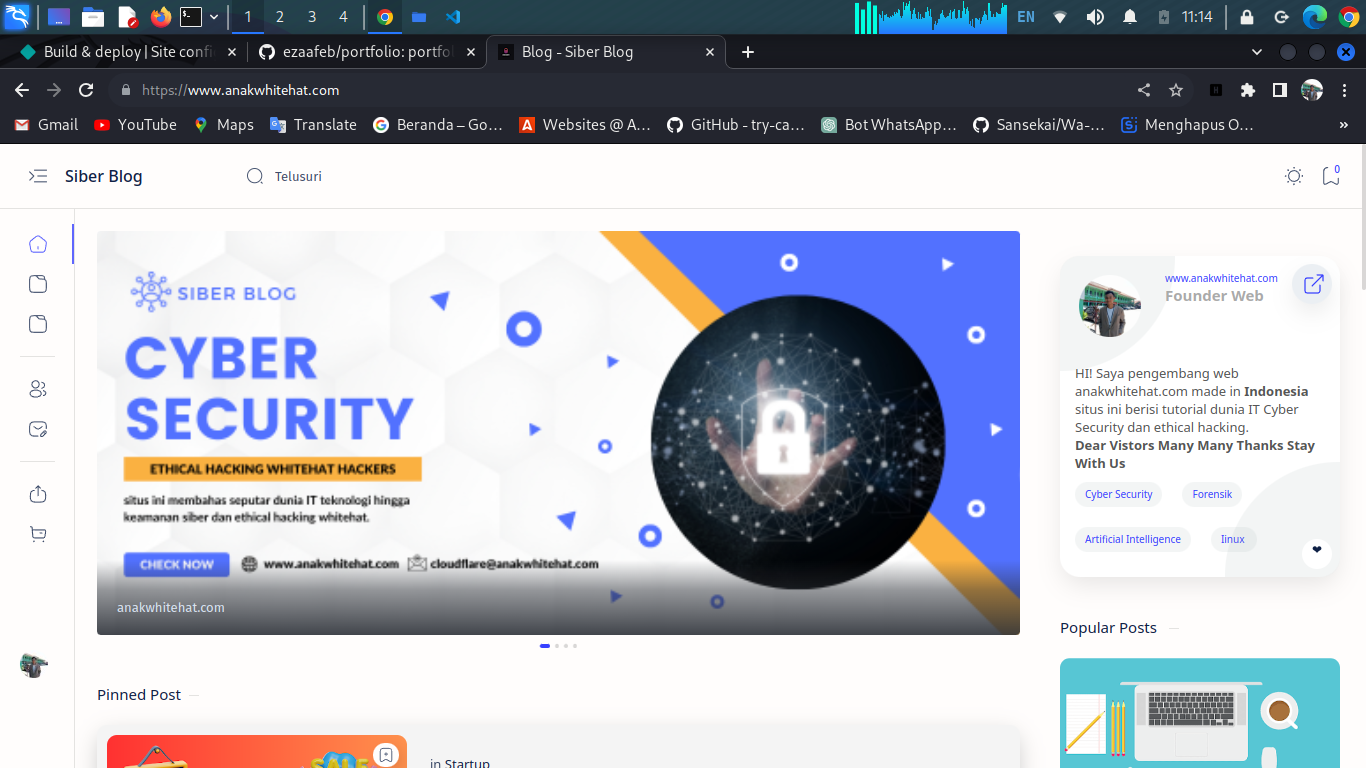 1 2 3 4
EN 11:14
Build & deploy | Site confi
ezaafeb/portfolio: portfol
Blog - Siber Blog
https://www.anakwhitehat.com
Gmail YouTube Maps Translate Beranda – Go… Websites @ A… GitHub - try-ca… Bot WhatsApp… Sansekai/Wa-… Menghapus O… »
Siber Blog
Telusuri
0
SIBER BLOG
CYBER
SECURITY
ETHICAL HACKING WHITEHAT HACKERS
situs ini membahas seputar dunia IT teknologi hingga
keamanan siber dan ethical hacking whitehat.
CHECK NOW www.anakwhitehat.com cloudflare@anakwhitehat.com
anakwhitehat.com
www.anakwhitehat.com
Founder Web
HI! Saya pengembang web
anakwhitehat.com made in Indonesia
situs ini berisi tutorial dunia IT Cyber
Security dan ethical hacking.
Dear Vistors Many Many Thanks Stay
With Us
Cyber Security Forensik
Artificial Intelligence Iinux
Popular Posts
Pinned Post
SALE
in Startup